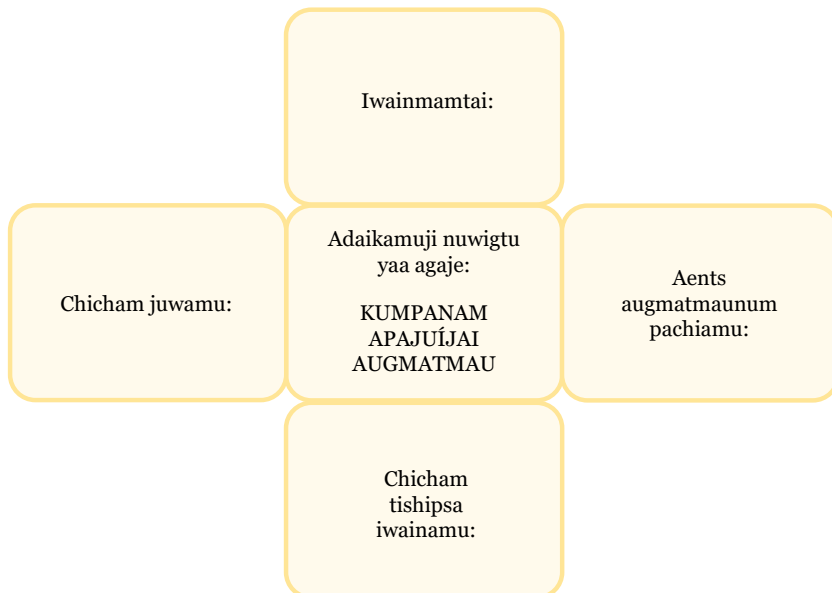 Iwainmamtai:
Chicham juwamu:
Adaikamuji nuwigtu
yaa agaje:
KUMPANAM
APAJUÍJAI
AUGMATMAU
Aents
augmatmaunum
pachiamu:
Chicham
tishipsa
iwainamu: